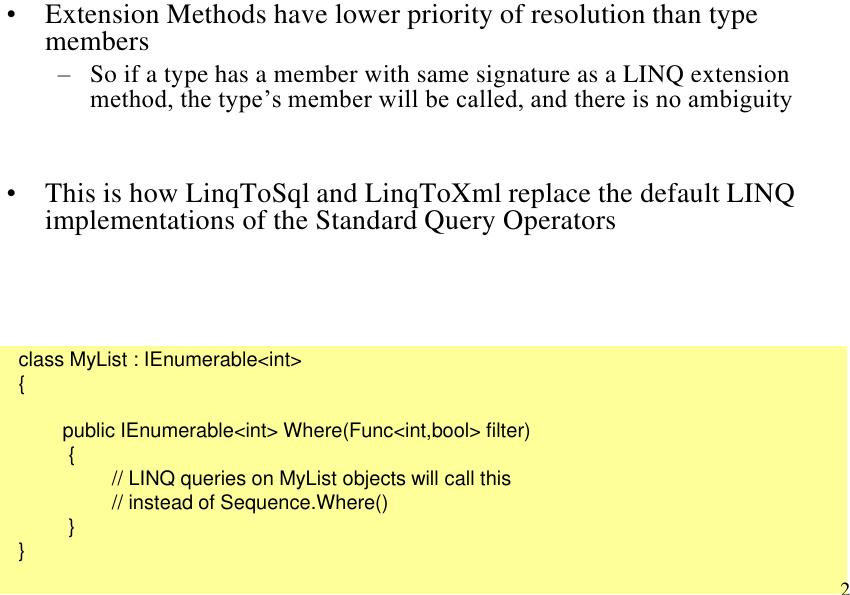 • Extension Methods have lower priority of resolution than type
members
– So if a type has a member with same signature as a LINQ extension
method, the type’s member will be called, and there is no ambiguity
• This is how LinqToSql and LinqToXml replace the default LINQ
implementations of the Standard Query Operators
class MyList : IEnumerable<int>
{
public IEnumerable<int> Where(Func<int,bool> filter)
{
// LINQ queries on MyList objects will call this
// instead of Sequence.Where()
}
}
2